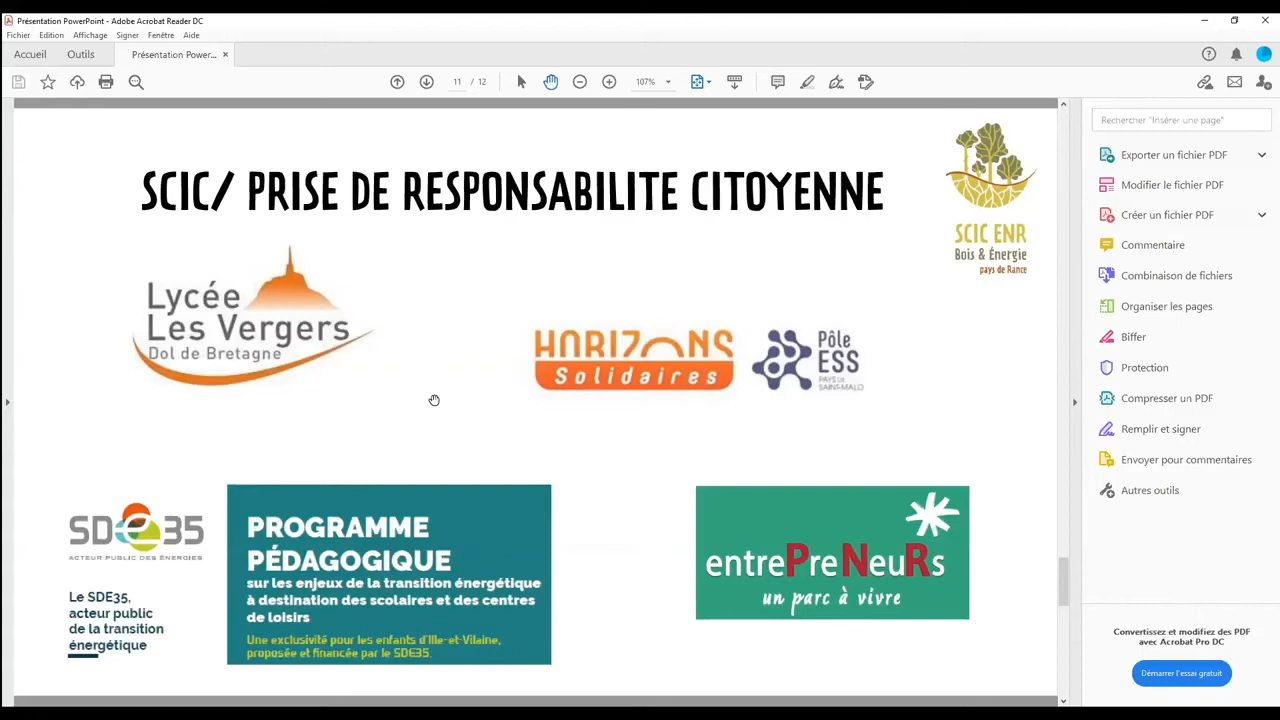 Présentation PowerPoint - Adobe Acrobat Reader DC
Fichier Edition Affichage Signer Fenêtre Aide
Accueil Outils Présentation Power... ×
11 / 12 107%
Rechercher "Insérer une page"
Exporter un fichier PDF
Modifier le fichier PDF
Créer un fichier PDF
Commentaire
Combinaison de fichiers
Organiser les pages
Biffer
Protection
Compresser un PDF
Remplir et signer
Envoyer pour commentaires
Autres outils
Convertissez et modifiez des PDF
avec Acrobat Pro DC
Démarrer l'essai gratuit
SCIC/ PRISE DE RESPONSABILITE CITOYENNE
SCIC ENR
Bois & Énergie
pays de Rance
Lycée
Les Vergers
Dol de Bretagne
HORIZONS
Solidaires
Pôle
ESS
PAYS DE
SAINT-MALO
SDE35
ACTEUR PUBLIC DES ÉNERGIES
Le SDE35,
acteur public
de la transition
énergétique
PROGRAMME
PÉDAGOGIQUE
sur les enjeux de la transition énergétique
à destination des scolaires et des centres
de loisirs
Une exclusivité pour les enfants d'Ille-et-Vilaine,
proposée et financée par le SDE35.
entrePreNeuRs
un parc à vivre